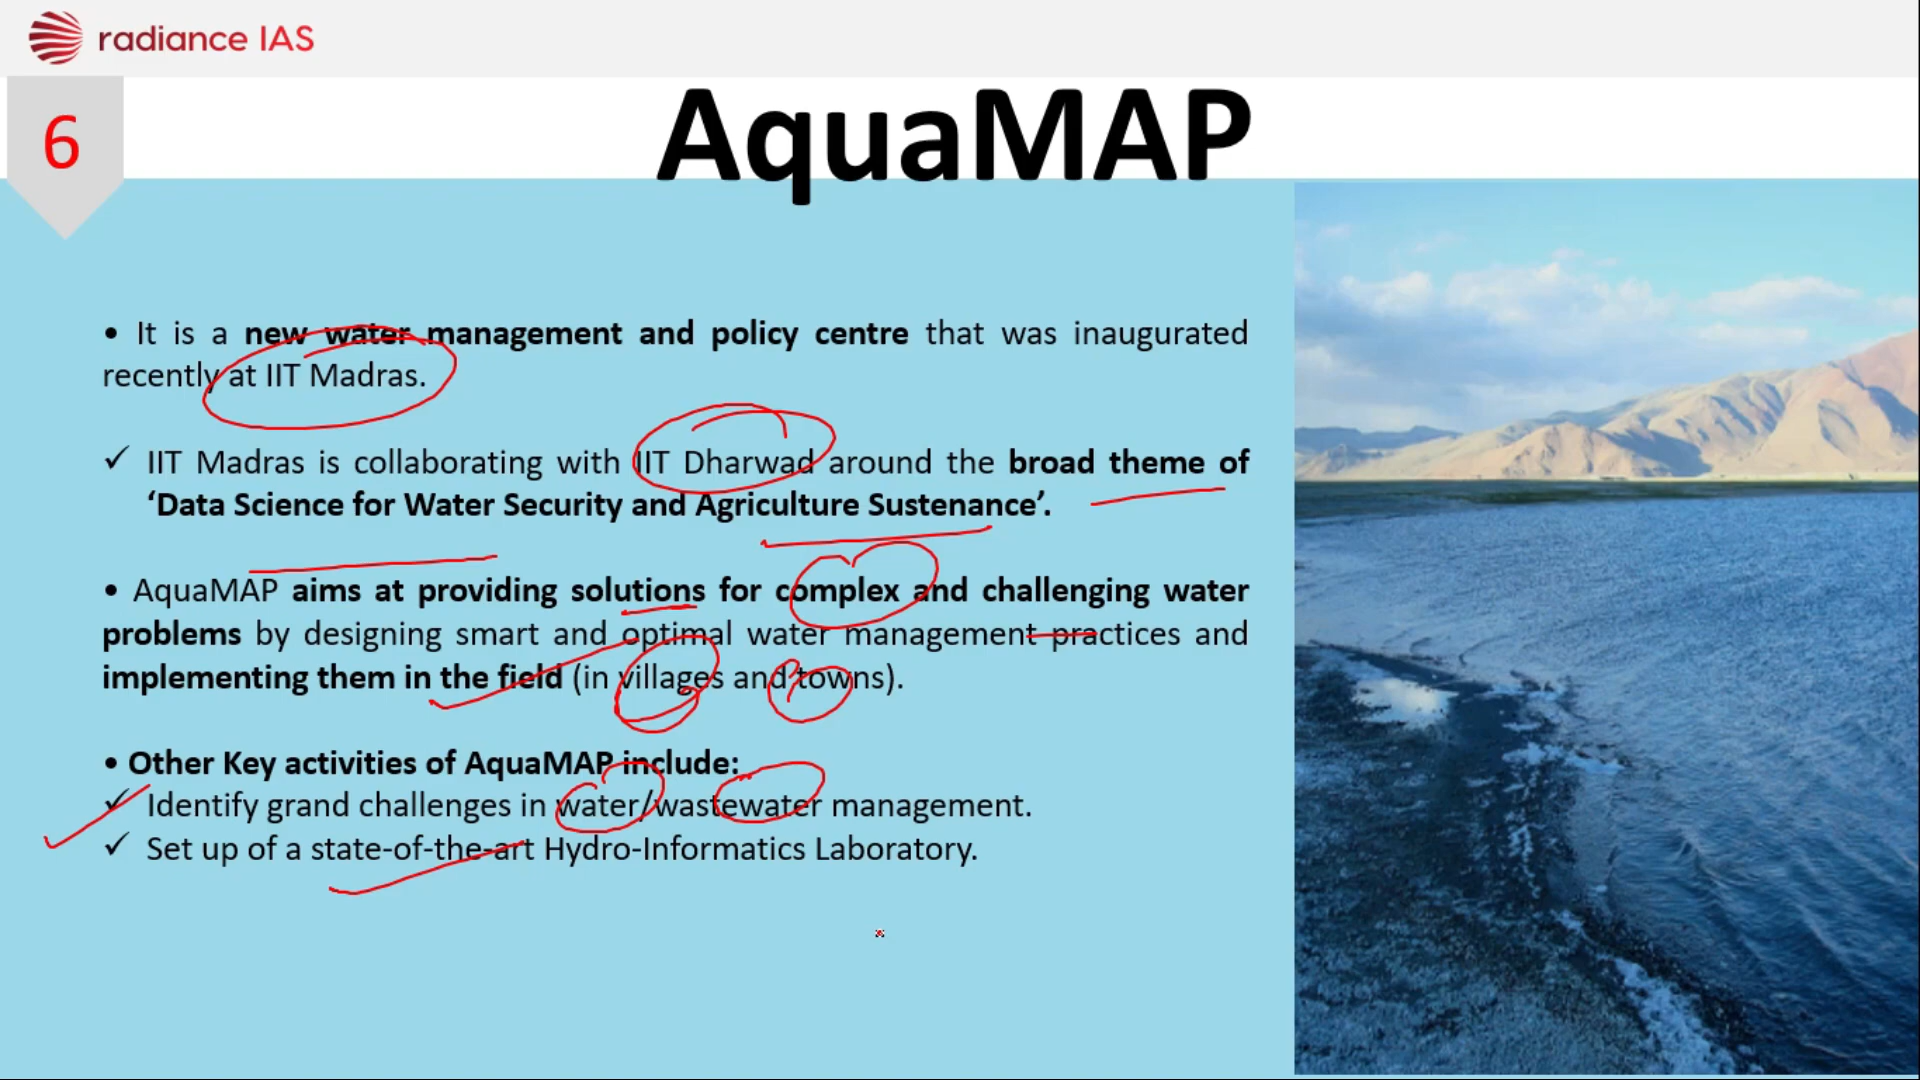 radiance IAS
6
AquaMAP
• It is a new water management and policy centre that was inaugurated
recently at IIT Madras.
✓ IIT Madras is collaborating with IIT Dharwad around the broad theme of
‘Data Science for Water Security and Agriculture Sustenance’.
• AquaMAP aims at providing solutions for complex and challenging water
problems by designing smart and optimal water management practices and
implementing them in the field (in villages and towns).
• Other Key activities of AquaMAP include:
✓ Identify grand challenges in water/wastewater management.
✓ Set up of a state-of-the-art Hydro-Informatics Laboratory.